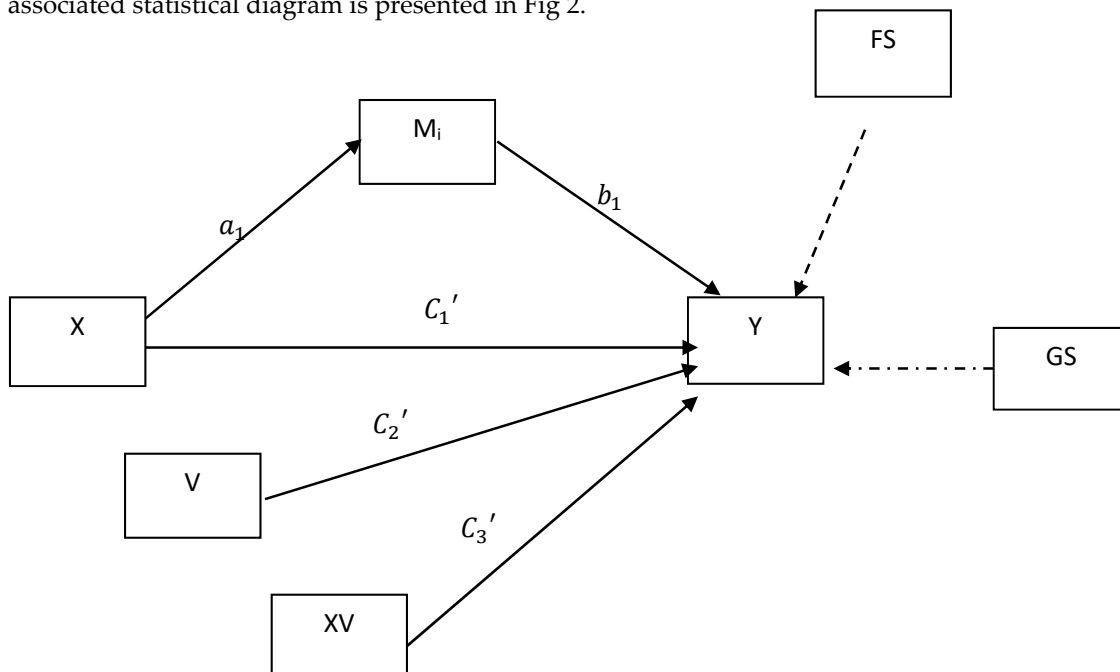 associated statistical diagram is presented in Fig 2.
FS
Mᵢ
a₁
b₁
X
C₁′
Y
GS
C₂′
V
C₃′
XV